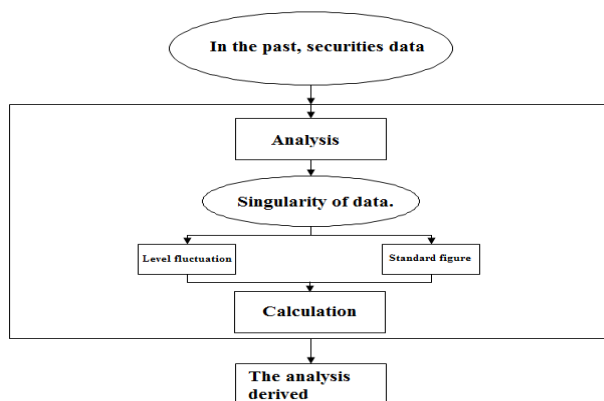 In the past, securities data
Analysis
Singularity of data.
Level fluctuation
Standard figure
Calculation
The analysis
derived